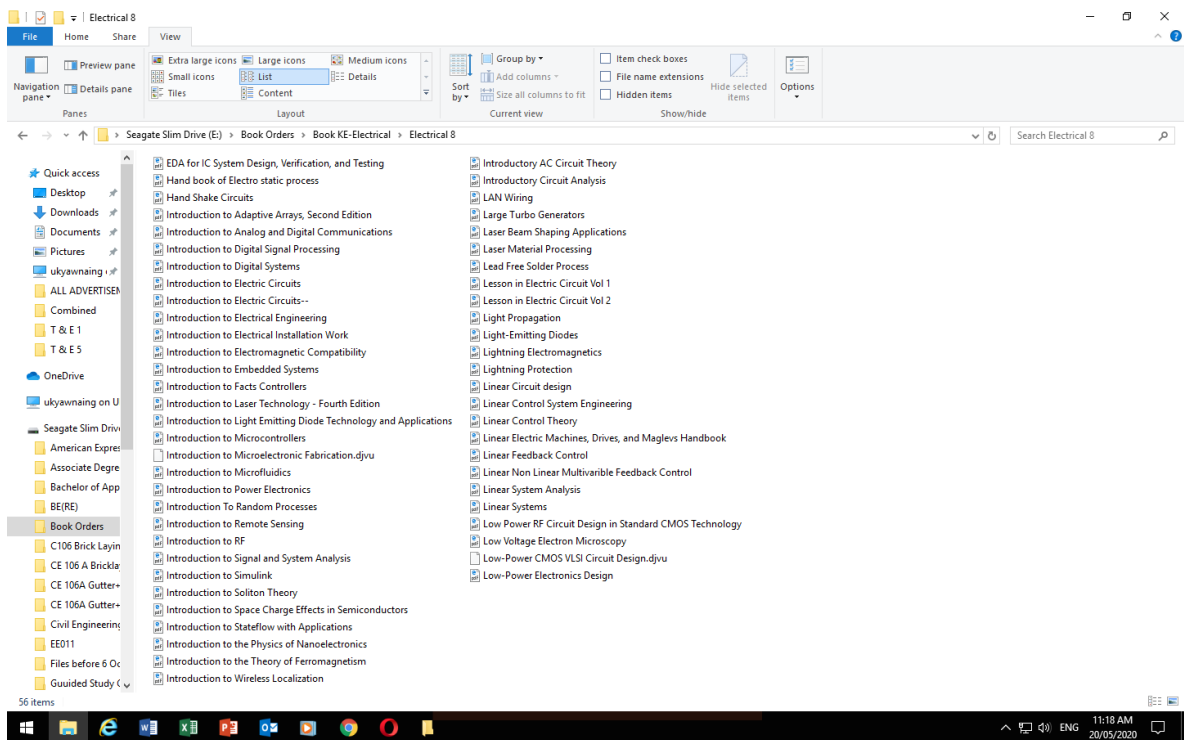 Electrical 8
File Home Share View
Preview pane
Navigation pane
Details pane
Panes
Extra large icons Large icons Medium icons
Small icons List Details
Tiles Content
Layout
Sort by
Group by
Add columns
Size all columns to fit
Current view
Item check boxes
File name extensions
Hidden items
Hide selected items
Show/hide
Options
Seagate Slim Drive (E:) > Book Orders > Book KE-Electrical > Electrical 8
Search Electrical 8
Quick access
Desktop
Downloads
Documents
Pictures
ukyawnaing
ALL ADVERTISEN
Combined
T & E 1
T & E 5
OneDrive
ukyawnaing on U
Seagate Slim Driv
American Expres
Associate Degre
Bachelor of App
BE(RE)
Book Orders
C106 Brick Layin
CE 106 A Brickla
CE 106A Gutter+
CE 106A Gutter+
Civil Engineering
EE011
Files before 6 Oc
Guuided Study (
EDA for IC System Design, Verification, and Testing
Hand book of Electro static process
Hand Shake Circuits
Introduction to Adaptive Arrays, Second Edition
Introduction to Analog and Digital Communications
Introduction to Digital Signal Processing
Introduction to Digital Systems
Introduction to Electric Circuits
Introduction to Electric Circuits--
Introduction to Electrical Engineering
Introduction to Electrical Installation Work
Introduction to Electromagnetic Compatibility
Introduction to Embedded Systems
Introduction to Facts Controllers
Introduction to Laser Technology - Fourth Edition
Introduction to Light Emitting Diode Technology and Applications
Introduction to Microcontrollers
Introduction to Microelectronic Fabrication.djvu
Introduction to Microfluidics
Introduction to Power Electronics
Introduction To Random Processes
Introduction to Remote Sensing
Introduction to RF
Introduction to Signal and System Analysis
Introduction to Simulink
Introduction to Soliton Theory
Introduction to Space Charge Effects in Semiconductors
Introduction to Stateflow with Applications
Introduction to the Physics of Nanoelectronics
Introduction to the Theory of Ferromagnetism
Introduction to Wireless Localization
Introductory AC Circuit Theory
Introductory Circuit Analysis
LAN Wiring
Large Turbo Generators
Laser Beam Shaping Applications
Laser Material Processing
Lead Free Solder Process
Lesson in Electric Circuit Vol 1
Lesson in Electric Circuit Vol 2
Light Propagation
Light-Emitting Diodes
Lightning Electromagnetics
Lightning Protection
Linear Circuit design
Linear Control System Engineering
Linear Control Theory
Linear Electric Machines, Drives, and Maglevs Handbook
Linear Feedback Control
Linear Non Linear Multivarible Feedback Control
Linear System Analysis
Linear Systems
Low Power RF Circuit Design in Standard CMOS Technology
Low Voltage Electron Microscopy
Low-Power CMOS VLSI Circuit Design.djvu
Low-Power Electronics Design
56 items
ENG
11:18 AM
20/05/2020